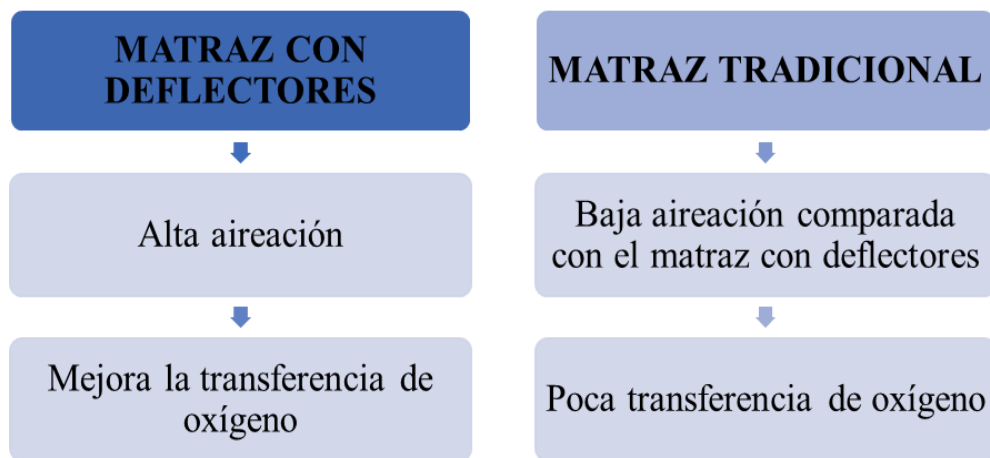 MATRAZ CON
DEFLECTORES
Alta aireación
Mejora la transferencia de
oxígeno
MATRAZ TRADICIONAL
Baja aireación comparada
con el matraz con deflectores
Poca transferencia de oxígeno